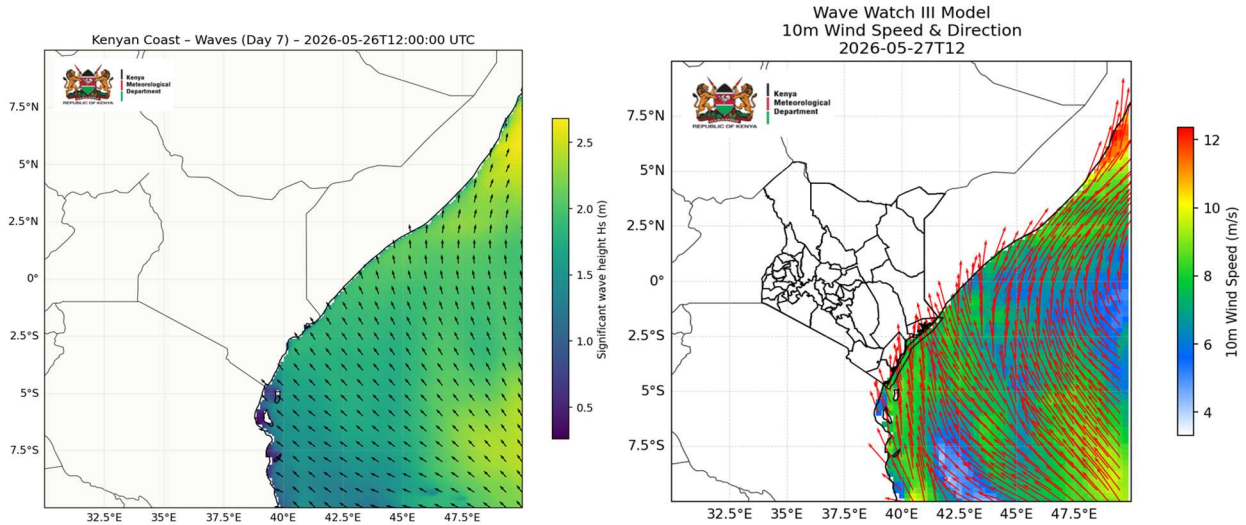 Kenyan Coast – Waves (Day 7) – 2026-05-26T12:00:00 UTC
Kenya
Meteorological
Department
REPUBLIC OF KENYA
7.5°N
5°N
2.5°N
0°
2.5°S
5°S
7.5°S
32.5°E 35°E 37.5°E 40°E 42.5°E 45°E 47.5°E
2.5
2.0
1.5
1.0
0.5
Significant wave height Hs (m)
Wave Watch III Model
10m Wind Speed & Direction
2026-05-27T12
Kenya
Meteorological
Department
REPUBLIC OF KENYA
7.5°N
5°N
2.5°N
0°
2.5°S
5°S
7.5°S
32.5°E 35°E 37.5°E 40°E 42.5°E 45°E 47.5°E
12
10
8
6
4
10m Wind Speed (m/s)